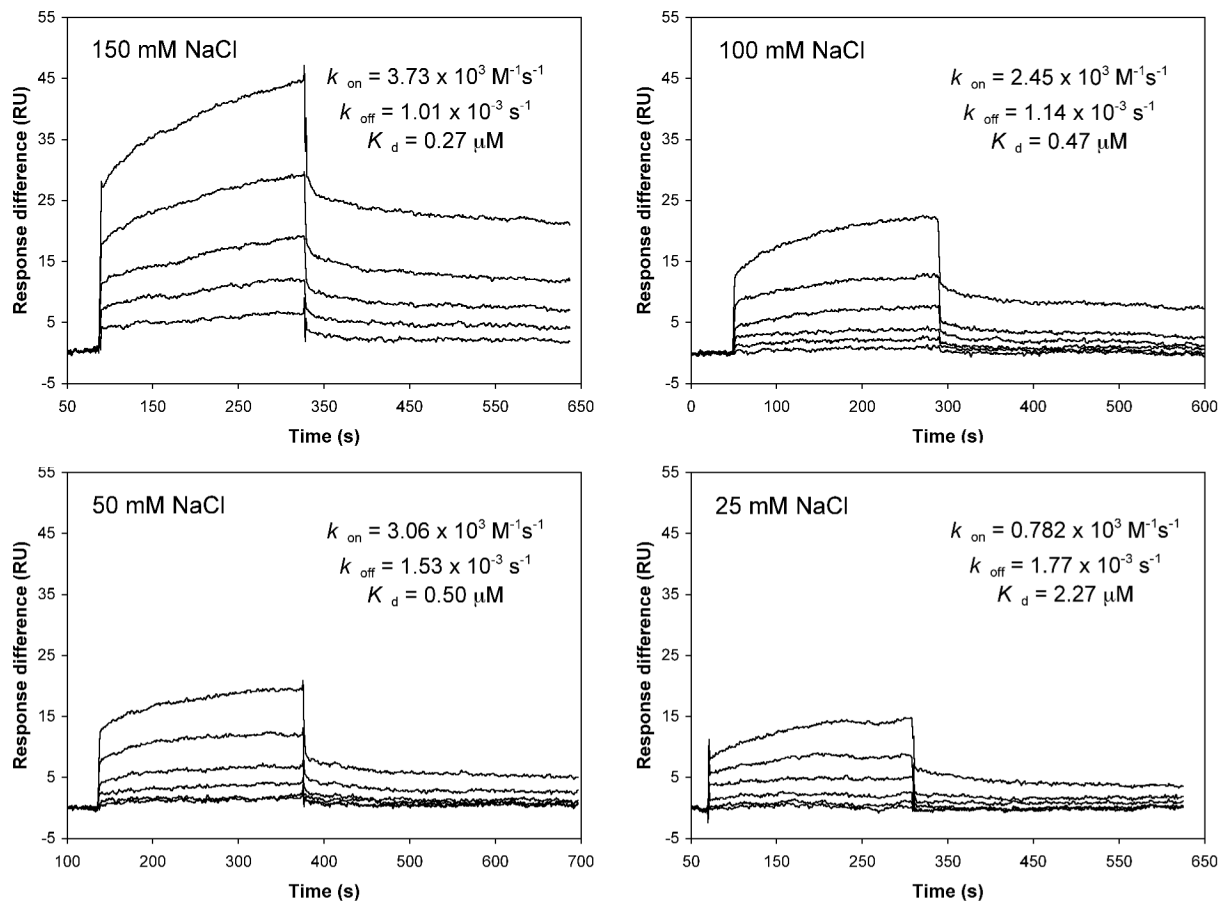 150 mM NaCl
k on = 3.73 x 10³ M⁻¹s⁻¹
k off = 1.01 x 10⁻³ s⁻¹
K d = 0.27 μM
Response difference (RU)
55
45
35
25
15
5
-5
50 150 250 350 450 550 650
Time (s)
100 mM NaCl
k on = 2.45 x 10³ M⁻¹s⁻¹
k off = 1.14 x 10⁻³ s⁻¹
K d = 0.47 μM
Response difference (RU)
55
45
35
25
15
5
-5
0 100 200 300 400 500 600
Time (s)
50 mM NaCl
k on = 3.06 x 10³ M⁻¹s⁻¹
k off = 1.53 x 10⁻³ s⁻¹
K d = 0.50 μM
Response difference (RU)
55
45
35
25
15
5
-5
100 200 300 400 500 600 700
Time (s)
25 mM NaCl
k on = 0.782 x 10³ M⁻¹s⁻¹
k off = 1.77 x 10⁻³ s⁻¹
K d = 2.27 μM
Response difference (RU)
55
45
35
25
15
5
-5
50 150 250 350 450 550 650
Time (s)